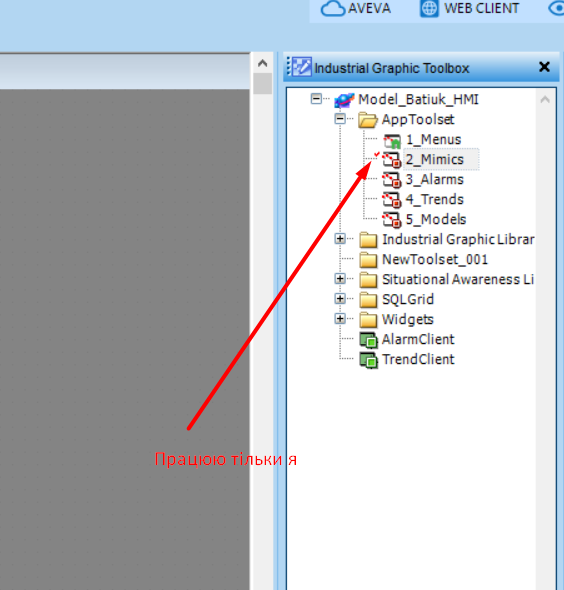 AVEVA
WEB CLIENT
Industrial Graphic Toolbox
Model_Batiuk_HMI
AppToolset
1_Menus
2_Mimics
3_Alarms
4_Trends
5_Models
Industrial Graphic Librar
NewToolset_001
Situational Awareness Li
SQLGrid
Widgets
AlarmClient
TrendClient
Працюю тільки я